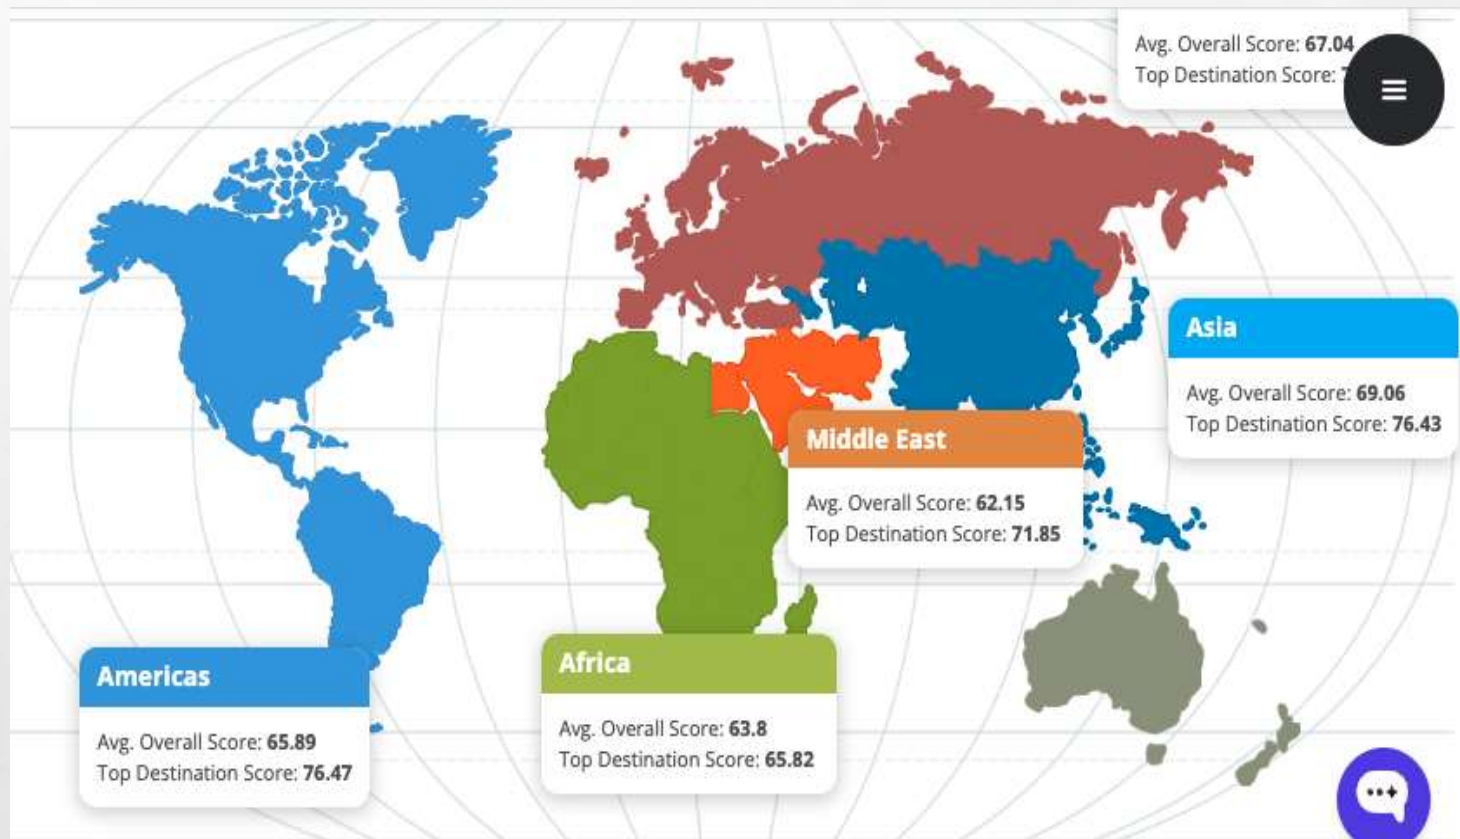 Avg. Overall Score: 67.04
Top Destination Score:
Asia
Avg. Overall Score: 69.06
Top Destination Score: 76.43
Middle East
Avg. Overall Score: 62.15
Top Destination Score: 71.85
Americas
Avg. Overall Score: 65.89
Top Destination Score: 76.47
Africa
Avg. Overall Score: 63.8
Top Destination Score: 65.82